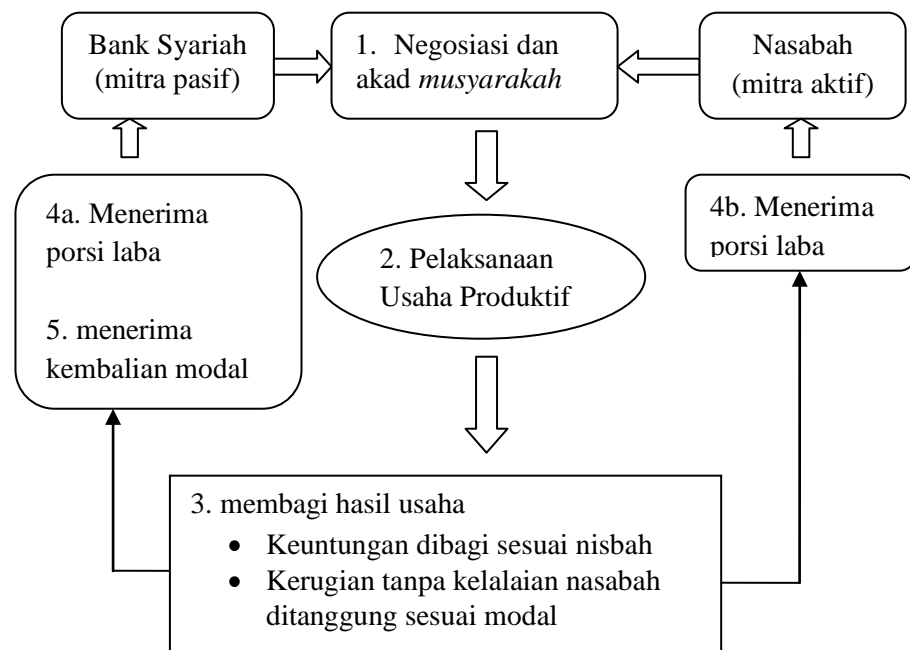 Bank Syariah
(mitra pasif)
1. Negosiasi dan
akad musyarakah
Nasabah
(mitra aktif)
4a. Menerima
porsi laba
5. menerima
kembalian modal
2. Pelaksanaan
Usaha Produktif
4b. Menerima
porsi laba
3. membagi hasil usaha
• Keuntungan dibagi sesuai nisbah
• Kerugian tanpa kelalaian nasabah
ditanggung sesuai modal